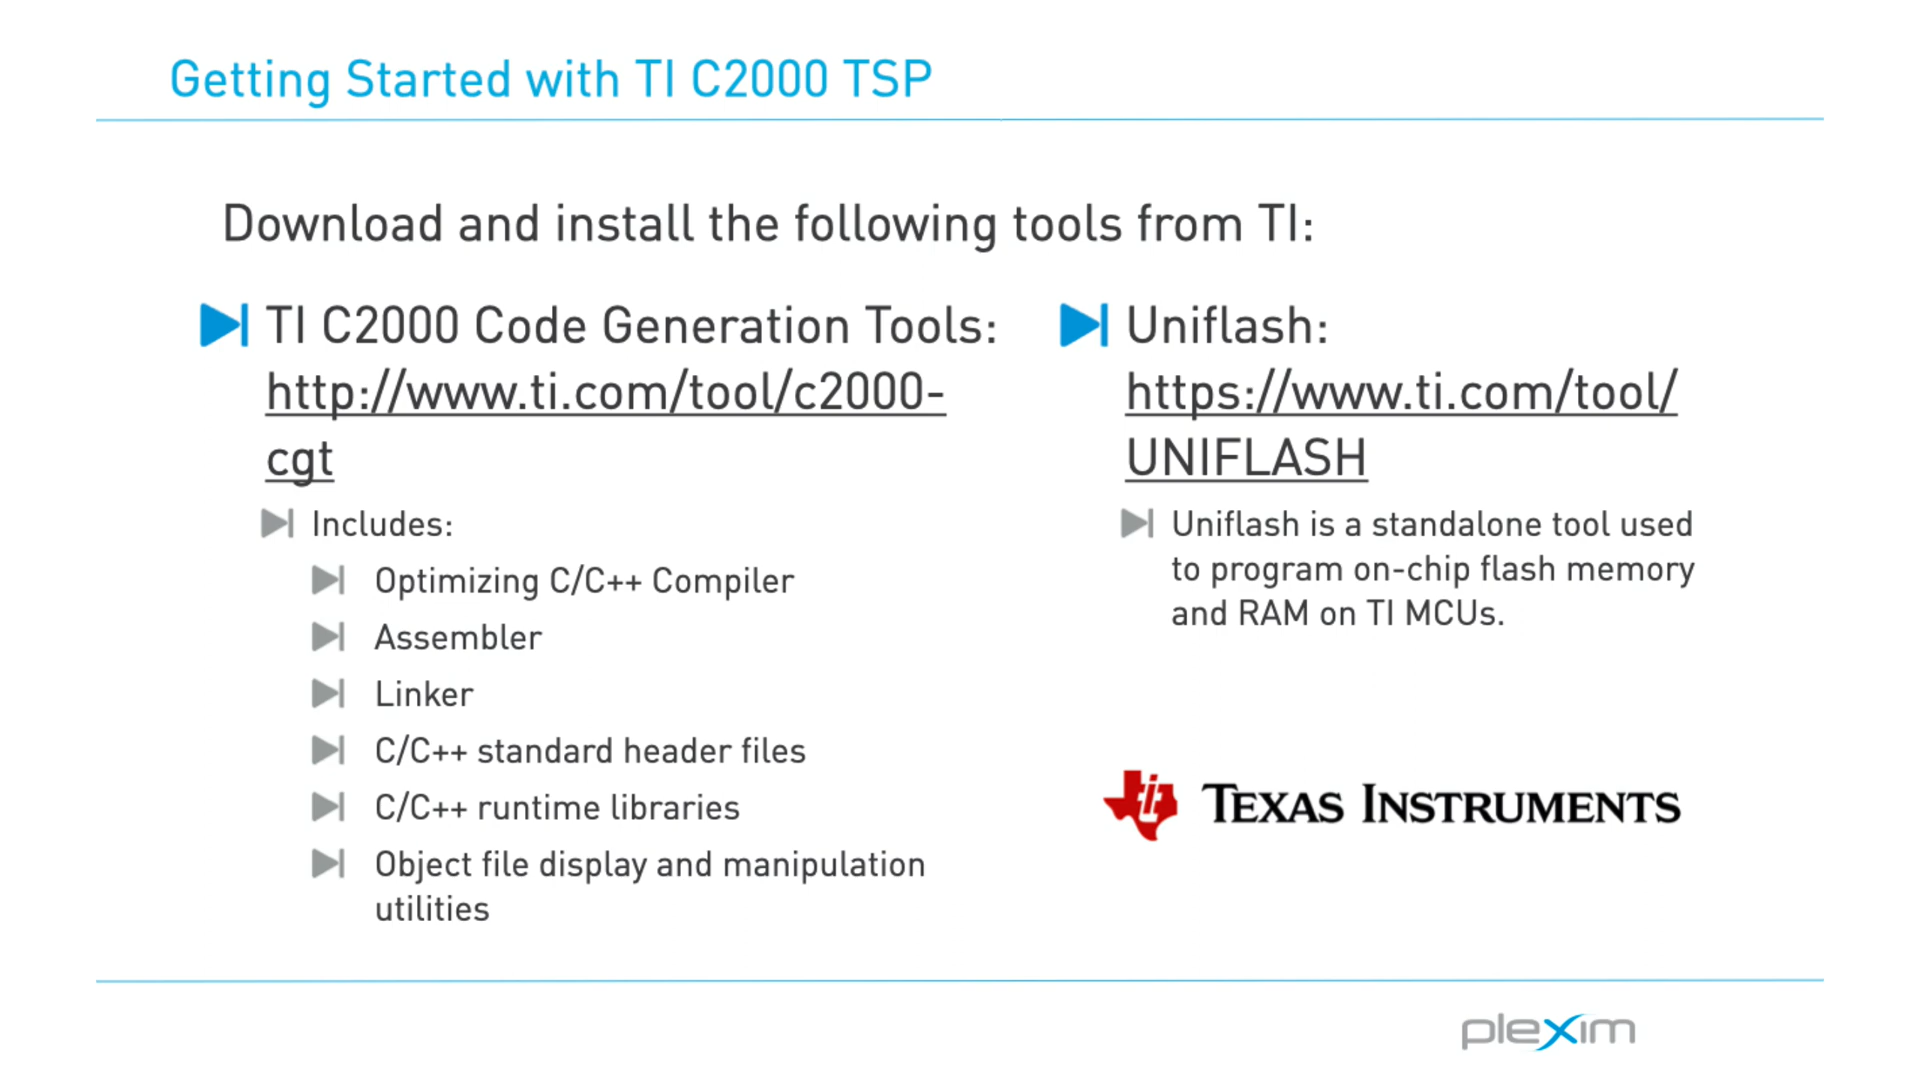 Getting Started with TI C2000 TSP
Download and install the following tools from TI:
TI C2000 Code Generation Tools:
http://www.ti.com/tool/c2000-
cgt
Includes:
Optimizing C/C++ Compiler
Assembler
Linker
C/C++ standard header files
C/C++ runtime libraries
Object file display and manipulation
utilities
Uniflash:
https://www.ti.com/tool/
UNIFLASH
Uniflash is a standalone tool used
to program on-chip flash memory
and RAM on TI MCUs.
TEXAS INSTRUMENTS
plexim